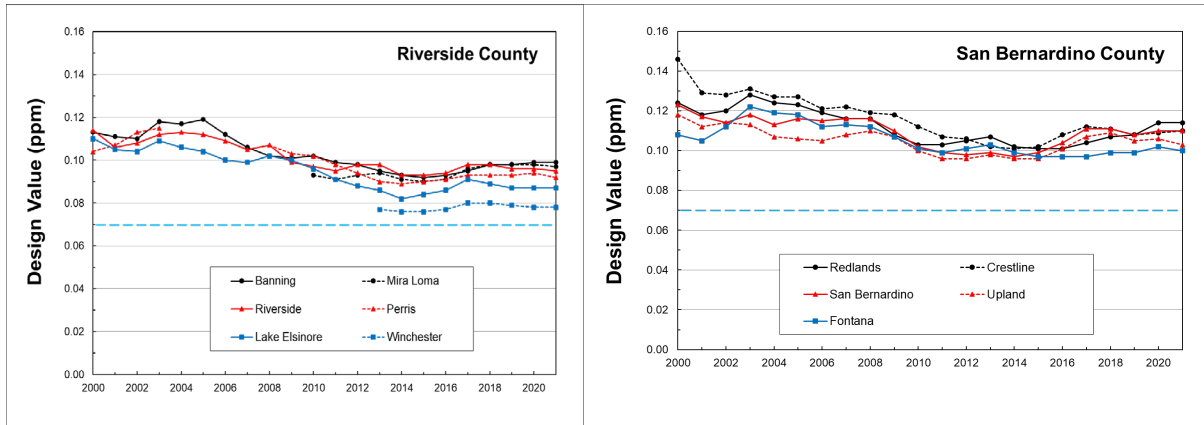 Riverside County
Design Value (ppm)
0.16
0.14
0.12
0.10
0.08
0.06
0.04
0.02
0.00
Banning Mira Loma
Riverside Perris
Lake Elsinore Winchester
2000 2002 2004 2006 2008 2010 2012 2014 2016 2018 2020
San Bernardino County
Design Value (ppm)
0.16
0.14
0.12
0.10
0.08
0.06
0.04
0.02
0.00
Redlands Crestline
San Bernardino Upland
Fontana
2000 2002 2004 2006 2008 2010 2012 2014 2016 2018 2020